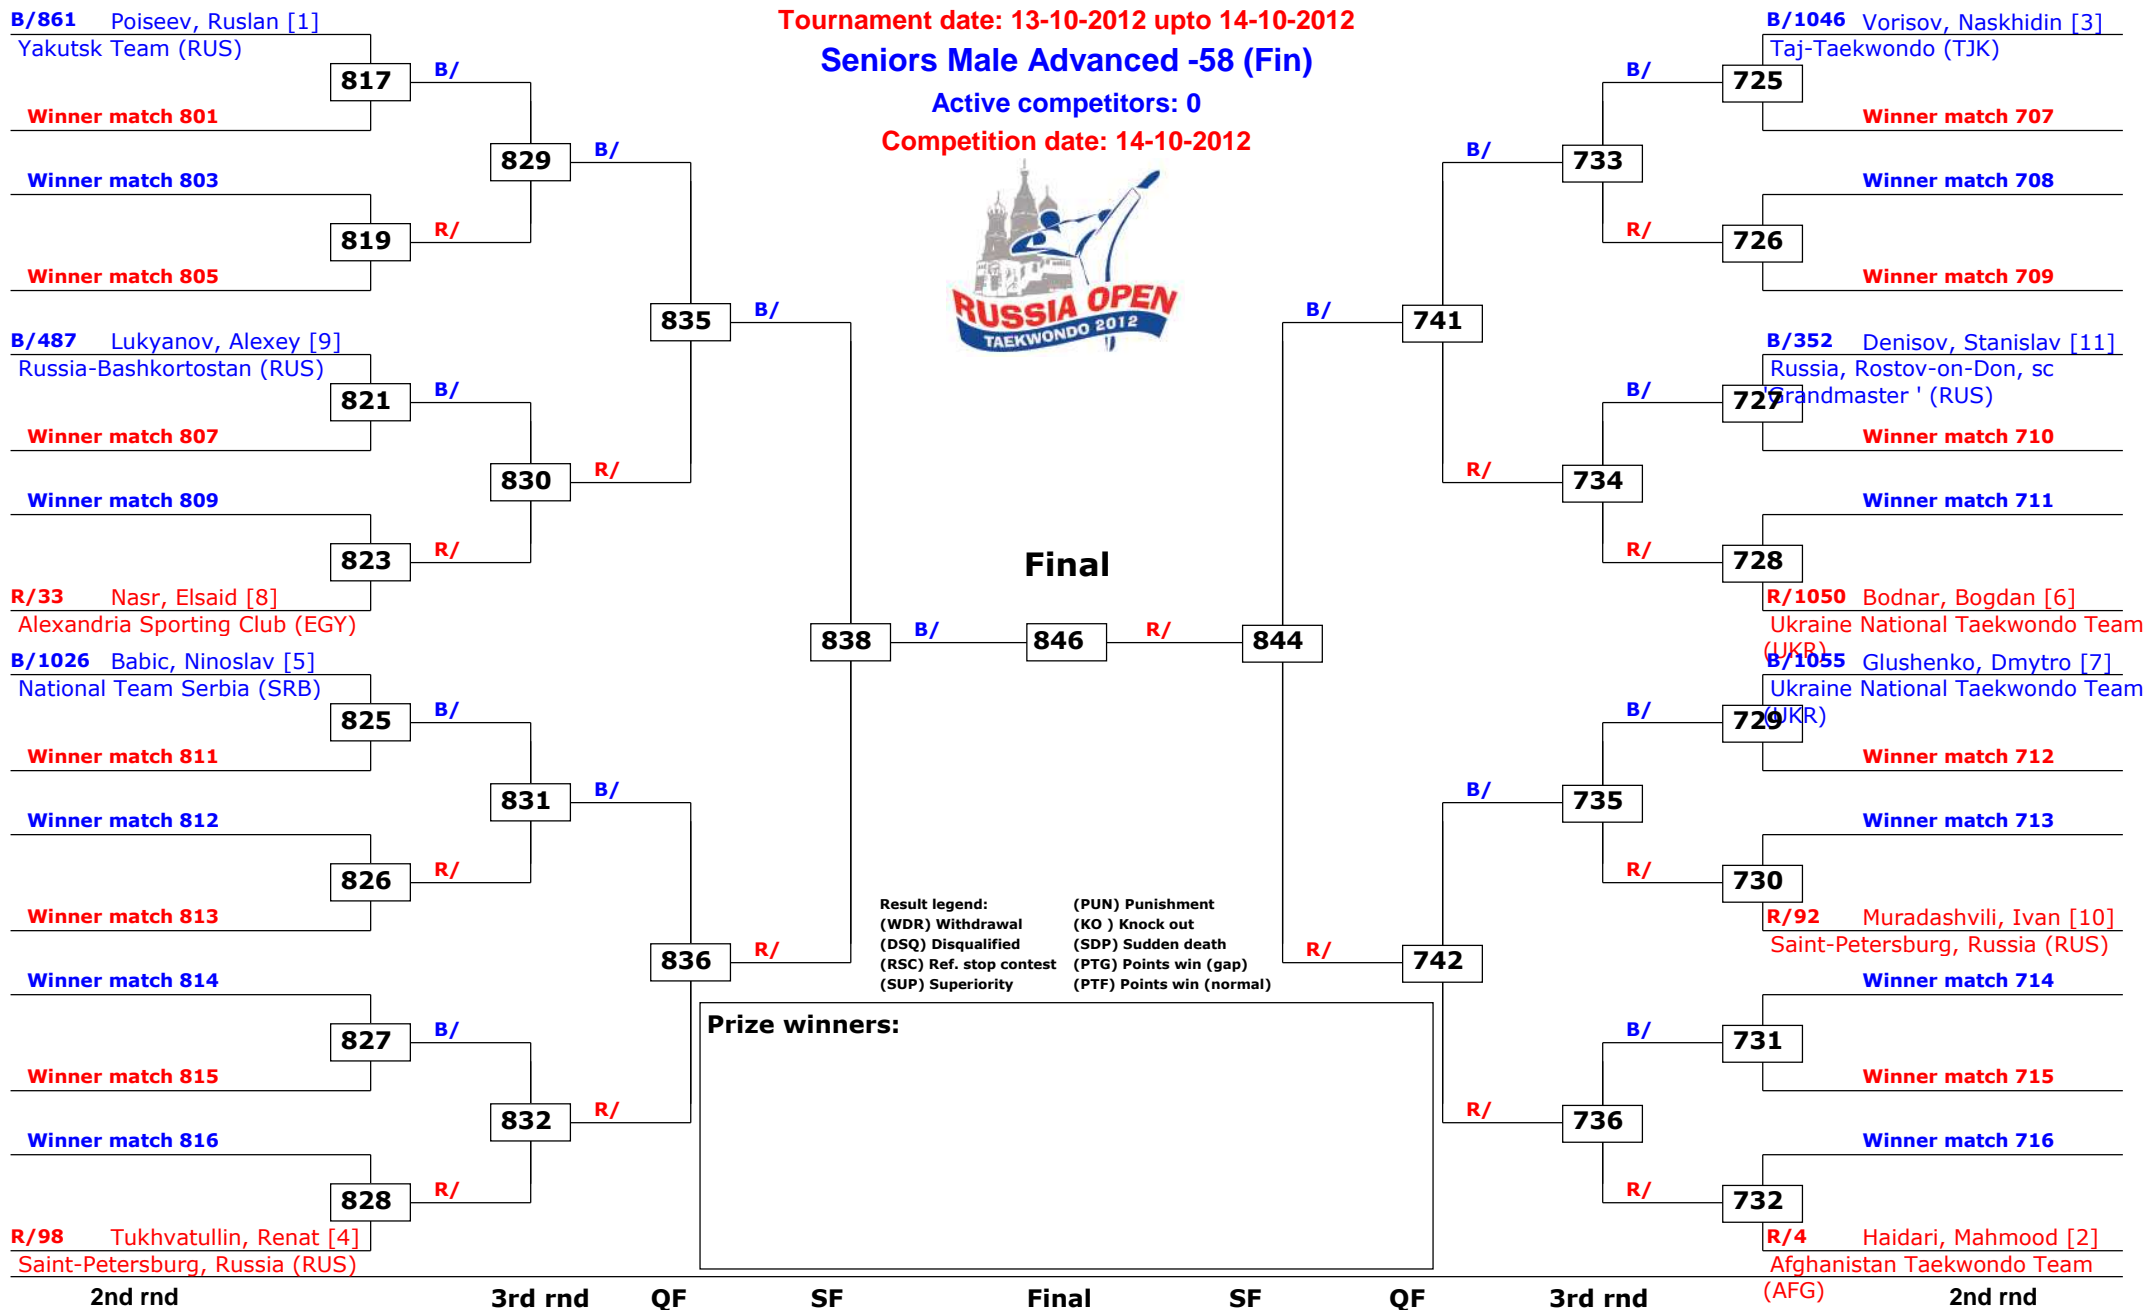 Tournament date: 13-10-2012 upto 14-10-2012
Seniors Male Advanced -58 (Fin)
Active competitors: 0
Competition date: 14-10-2012
RUSSIA OPEN
TAEKWONDO 2012
B/861 Poiseev, Ruslan [1]
Yakutsk Team (RUS)
817
B/
Winner match 801
829
B/
Winner match 803
819
R/
Winner match 805
835
B/
B/487 Lukyanov, Alexey [9]
Russia-Bashkortostan (RUS)
821
B/
Winner match 807
830
R/
Winner match 809
823
R/
R/33 Nasr, Elsaid [8]
Alexandria Sporting Club (EGY)
838
B/
B/1026 Babic, Ninoslav [5]
National Team Serbia (SRB)
825
B/
Winner match 811
831
B/
Winner match 812
826
R/
Winner match 813
836
R/
Winner match 814
827
B/
Winner match 815
832
R/
Winner match 816
828
R/
R/98 Tukhvatullin, Renat [4]
Saint-Petersburg, Russia (RUS)
Final
846
R/
844
B/1046 Vorisov, Naskhidin [3]
Taj-Taekwondo (TJK)
B/
725
Winner match 707
B/
733
Winner match 708
R/
726
Winner match 709
B/
741
B/352 Denisov, Stanislav [11]
Russia, Rostov-on-Don, sc
'Grandmaster ' (RUS)
B/
727
Winner match 710
R/
734
Winner match 711
R/
728
R/1050 Bodnar, Bogdan [6]
Ukraine National Taekwondo Team
(UKR)
B/1055 Glushenko, Dmytro [7]
Ukraine National Taekwondo Team
(UKR)
B/
729
Winner match 712
B/
735
Winner match 713
R/
730
R/92 Muradashvili, Ivan [10]
Saint-Petersburg, Russia (RUS)
R/
742
Winner match 714
B/
731
Winner match 715
R/
736
Winner match 716
R/
732
R/4 Haidari, Mahmood [2]
Afghanistan Taekwondo Team
(AFG)
Result legend:
(WDR) Withdrawal
(DSQ) Disqualified
(RSC) Ref. stop contest
(SUP) Superiority
(PUN) Punishment
(KO ) Knock out
(SDP) Sudden death
(PTG) Points win (gap)
(PTF) Points win (normal)
Prize winners:
2nd rnd 3rd rnd QF SF Final SF QF 3rd rnd 2nd rnd